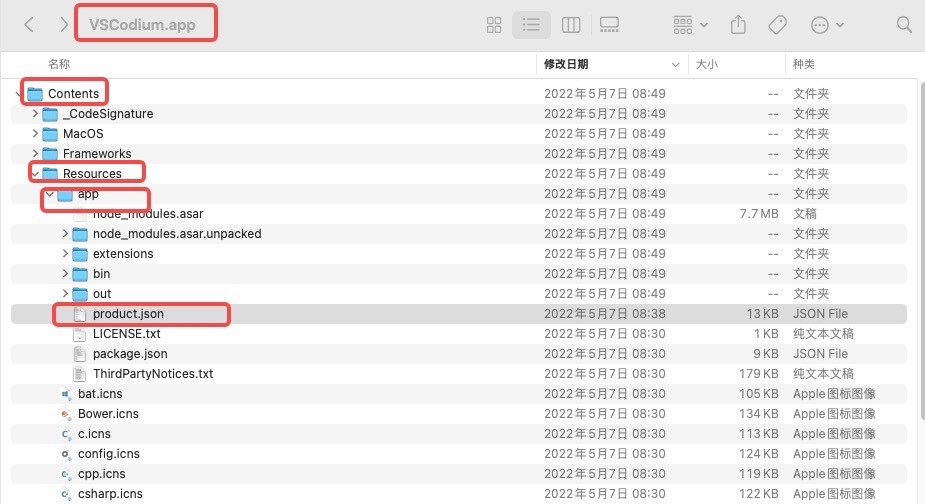 VSCodium.app
名称 修改日期 大小 种类
Contents 2022年5月7日 08:49 -- 文件夹
_CodeSignature 2022年5月7日 08:49 -- 文件夹
MacOS 2022年5月7日 08:49 -- 文件夹
Frameworks 2022年5月7日 08:49 -- 文件夹
Resources 2022年5月7日 08:49 -- 文件夹
app 2022年5月7日 08:49 -- 文件夹
node_modules.asar 2022年5月7日 08:49 7.7 MB 文稿
node_modules.asar.unpacked 2022年5月7日 08:49 -- 文件夹
extensions 2022年5月7日 08:49 -- 文件夹
bin 2022年5月7日 08:49 -- 文件夹
out 2022年5月7日 08:49 -- 文件夹
product.json 2022年5月7日 08:38 13 KB JSON File
LICENSE.txt 2022年5月7日 08:30 1 KB 纯文本文稿
package.json 2022年5月7日 08:30 9 KB JSON File
ThirdPartyNotices.txt 2022年5月7日 08:30 179 KB 纯文本文稿
bat.icns 2022年5月7日 08:30 105 KB Apple图标图像
Bower.icns 2022年5月7日 08:30 134 KB Apple图标图像
c.icns 2022年5月7日 08:30 113 KB Apple图标图像
config.icns 2022年5月7日 08:30 124 KB Apple图标图像
cpp.icns 2022年5月7日 08:30 119 KB Apple图标图像
csharp.icns 2022年5月7日 08:30 122 KB Apple图标图像